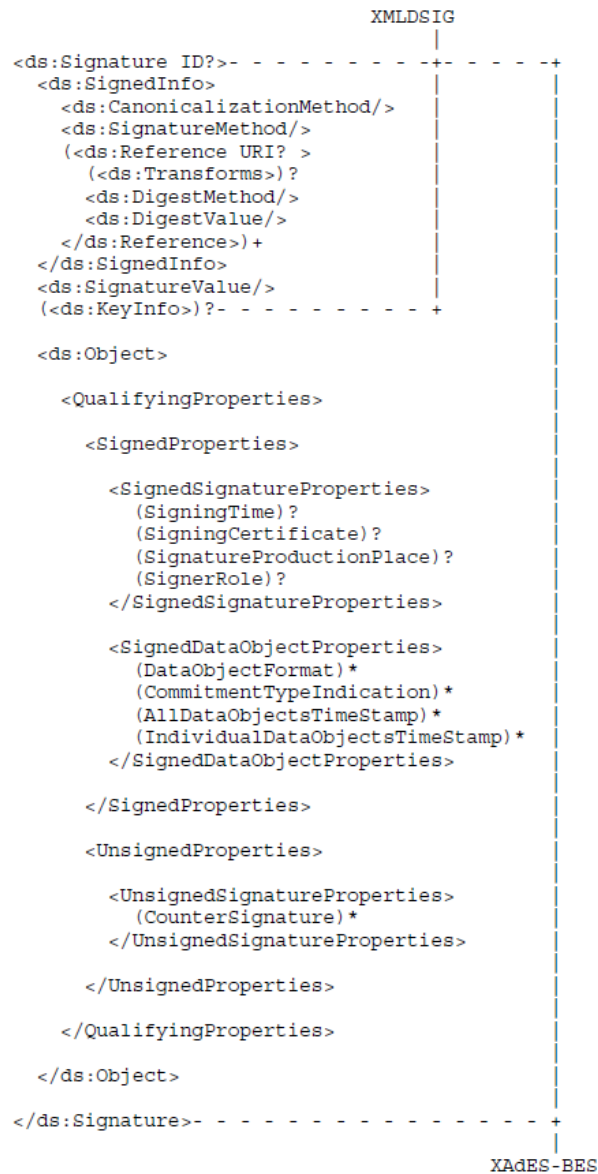 XMLDSIG
                                     |
<ds:Signature ID?>- - - - - - - - -+- - - - -+
  <ds:SignedInfo>                    |         |
    <ds:CanonicalizationMethod/>     |         |
    <ds:SignatureMethod/>            |         |
    (<ds:Reference URI? >            |         |
      (<ds:Transforms>)?             |         |
      <ds:DigestMethod/>             |         |
      <ds:DigestValue/>              |         |
    </ds:Reference>)+                |         |
  </ds:SignedInfo>                   |         |
  <ds:SignatureValue/>               |         |
  (<ds:KeyInfo>)?- - - - - - - - - +         |
                                               |
  <ds:Object>                                  |
                                               |
    <QualifyingProperties>                     |
                                               |
      <SignedProperties>                       |
                                               |
        <SignedSignatureProperties>            |
          (SigningTime)?                       |
          (SigningCertificate)?                |
          (SignatureProductionPlace)?          |
          (SignerRole)?                        |
        </SignedSignatureProperties>           |
                                               |
        <SignedDataObjectProperties>           |
          (DataObjectFormat)*                  |
          (CommitmentTypeIndication)*          |
          (AllDataObjectsTimeStamp)*           |
          (IndividualDataObjectsTimeStamp)*    |
        </SignedDataObjectProperties>          |
                                               |
      </SignedProperties>                      |
                                               |
      <UnsignedProperties>                     |
                                               |
        <UnsignedSignatureProperties>          |
          (CounterSignature)*                  |
        </UnsignedSignatureProperties>         |
                                               |
      </UnsignedProperties>                    |
                                               |
    </QualifyingProperties>                    |
                                               |
  </ds:Object>                                 |
                                               |
</ds:Signature>- - - - - - - - - - - - - - - - +
                                               |
                                          XAdES-BES